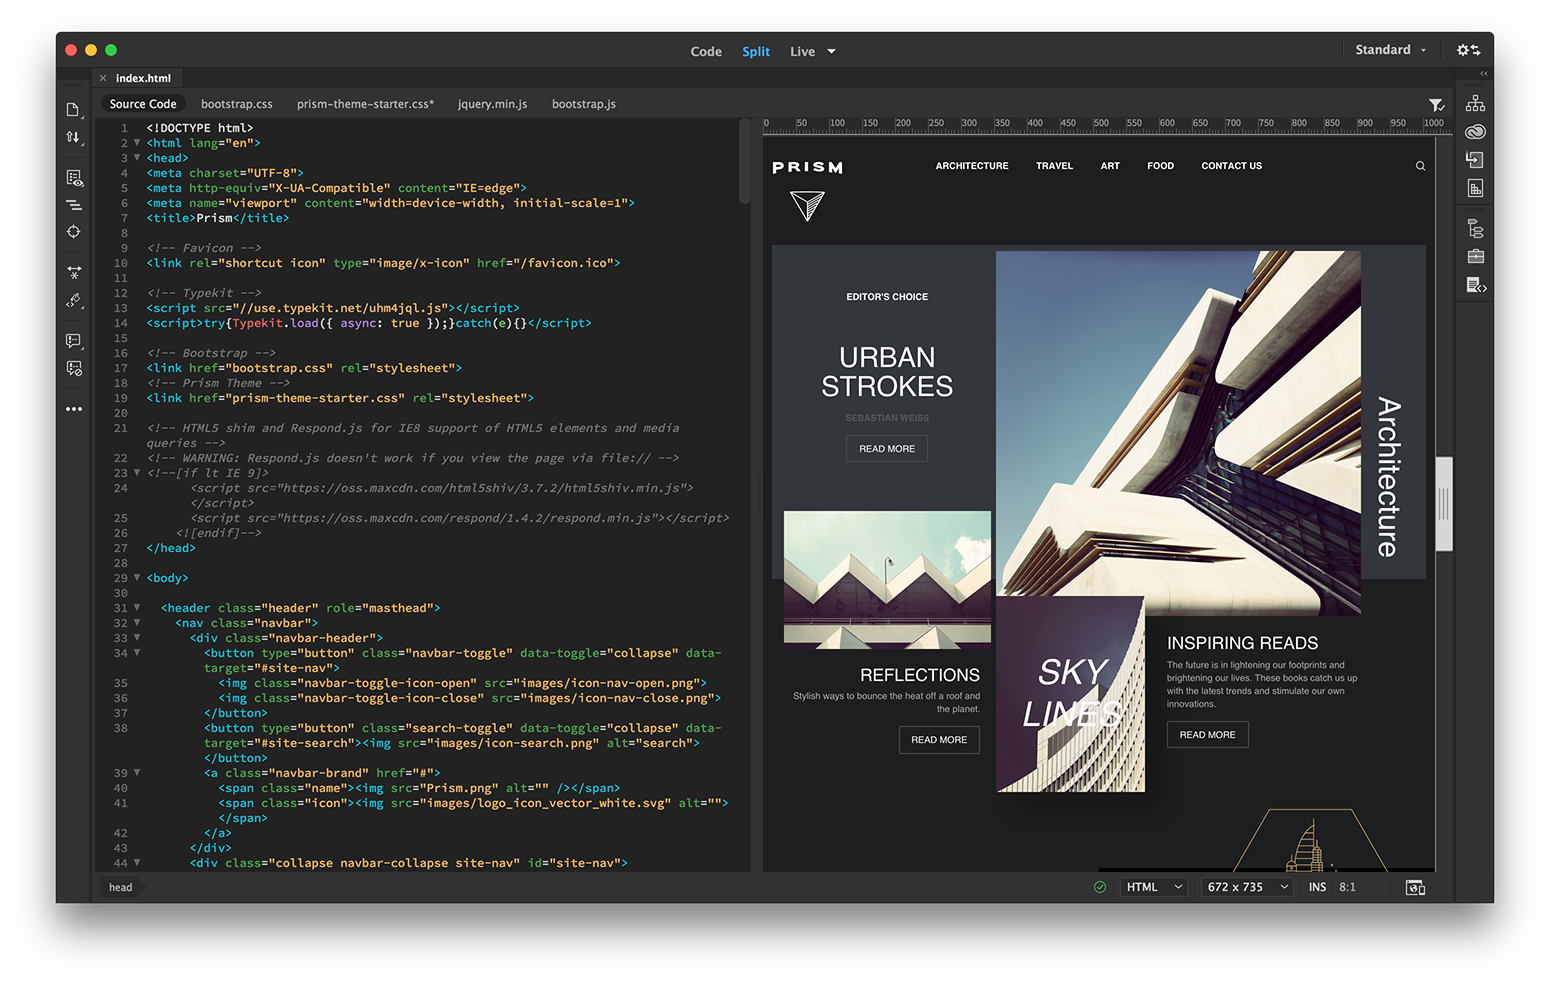 Code Split Live
Standard
index.html
Source Code bootstrap.css prism-theme-starter.css* jquery.min.js bootstrap.js
1 <!DOCTYPE html>
2 <html lang="en">
3 <head>
4 <meta charset="UTF-8">
5 <meta http-equiv="X-UA-Compatible" content="IE=edge">
6 <meta name="viewport" content="width=device-width, initial-scale=1">
7 <title>Prism</title>
8
9 <!-- Favicon -->
10 <link rel="shortcut icon" type="image/x-icon" href="/favicon.ico">
11
12 <!-- Typekit -->
13 <script src="//use.typekit.net/uhm4jql.js"></script>
14 <script>try{Typekit.load({ async: true });}catch(e){}</script>
15
16 <!-- Bootstrap -->
17 <link href="bootstrap.css" rel="stylesheet">
18 <!-- Prism Theme -->
19 <link href="prism-theme-starter.css" rel="stylesheet">
20
21 <!-- HTML5 shim and Respond.js for IE8 support of HTML5 elements and media
queries -->
22 <!-- WARNING: Respond.js doesn't work if you view the page via file:// -->
23 <!--[if lt IE 9]>
24 <script src="https://oss.maxcdn.com/html5shiv/3.7.2/html5shiv.min.js">
</script>
25 <script src="https://oss.maxcdn.com/respond/1.4.2/respond.min.js"></script>
26 <![endif]-->
27 </head>
28
29 <body>
30
31 <header class="header" role="masthead">
32 <nav class="navbar">
33 <div class="navbar-header">
34 <button type="button" class="navbar-toggle" data-toggle="collapse" data-
target="#site-nav">
35 <img class="navbar-toggle-icon-open" src="images/icon-nav-open.png">
36 <img class="navbar-toggle-icon-close" src="images/icon-nav-close.png">
37 </button>
38 <button type="button" class="search-toggle" data-toggle="collapse" data-
target="#site-search"><img src="images/icon-search.png" alt="search">
</button>
39 <a class="navbar-brand" href="#">
40 <span class="name"><img src="Prism.png" alt="" /></span>
41 <span class="icon"><img src="images/logo_icon_vector_white.svg" alt="">
</span>
42 </a>
43 </div>
44 <div class="collapse navbar-collapse site-nav" id="site-nav">
0 50 100 150 200 250 300 350 400 450 500 550 600 650 700 750 800 850 900 950 1000
PRISM
ARCHITECTURE TRAVEL ART FOOD CONTACT US
EDITOR'S CHOICE
URBAN
STROKES
SEBASTIAN WEISS
READ MORE
Architecture
REFLECTIONS
Stylish ways to bounce the heat off a roof and
the planet.
READ MORE
SKY
LINES
INSPIRING READS
The future is in lightening our footprints and
brightening our lives. These books catch us up
with the latest trends and stimulate our own
innovations.
READ MORE
head
HTML 672 x 735 INS 8:1